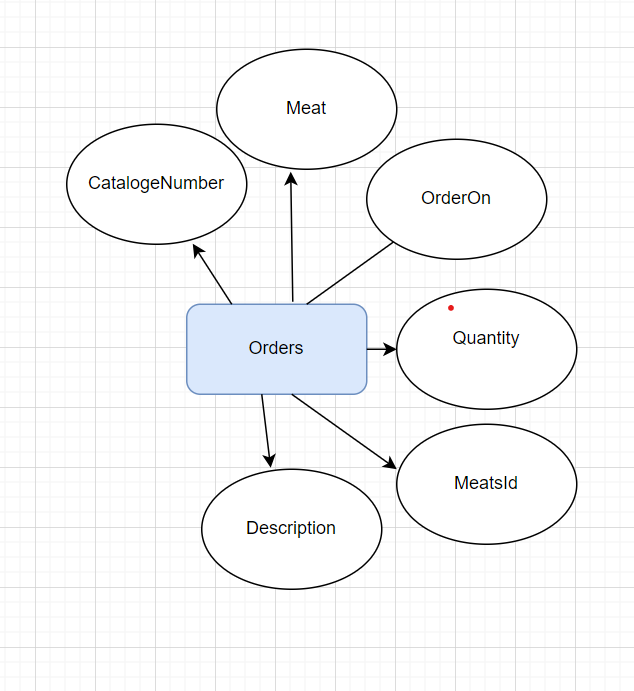 Meat
CatalogeNumber
OrderOn
Orders
Quantity
MeatsId
Description